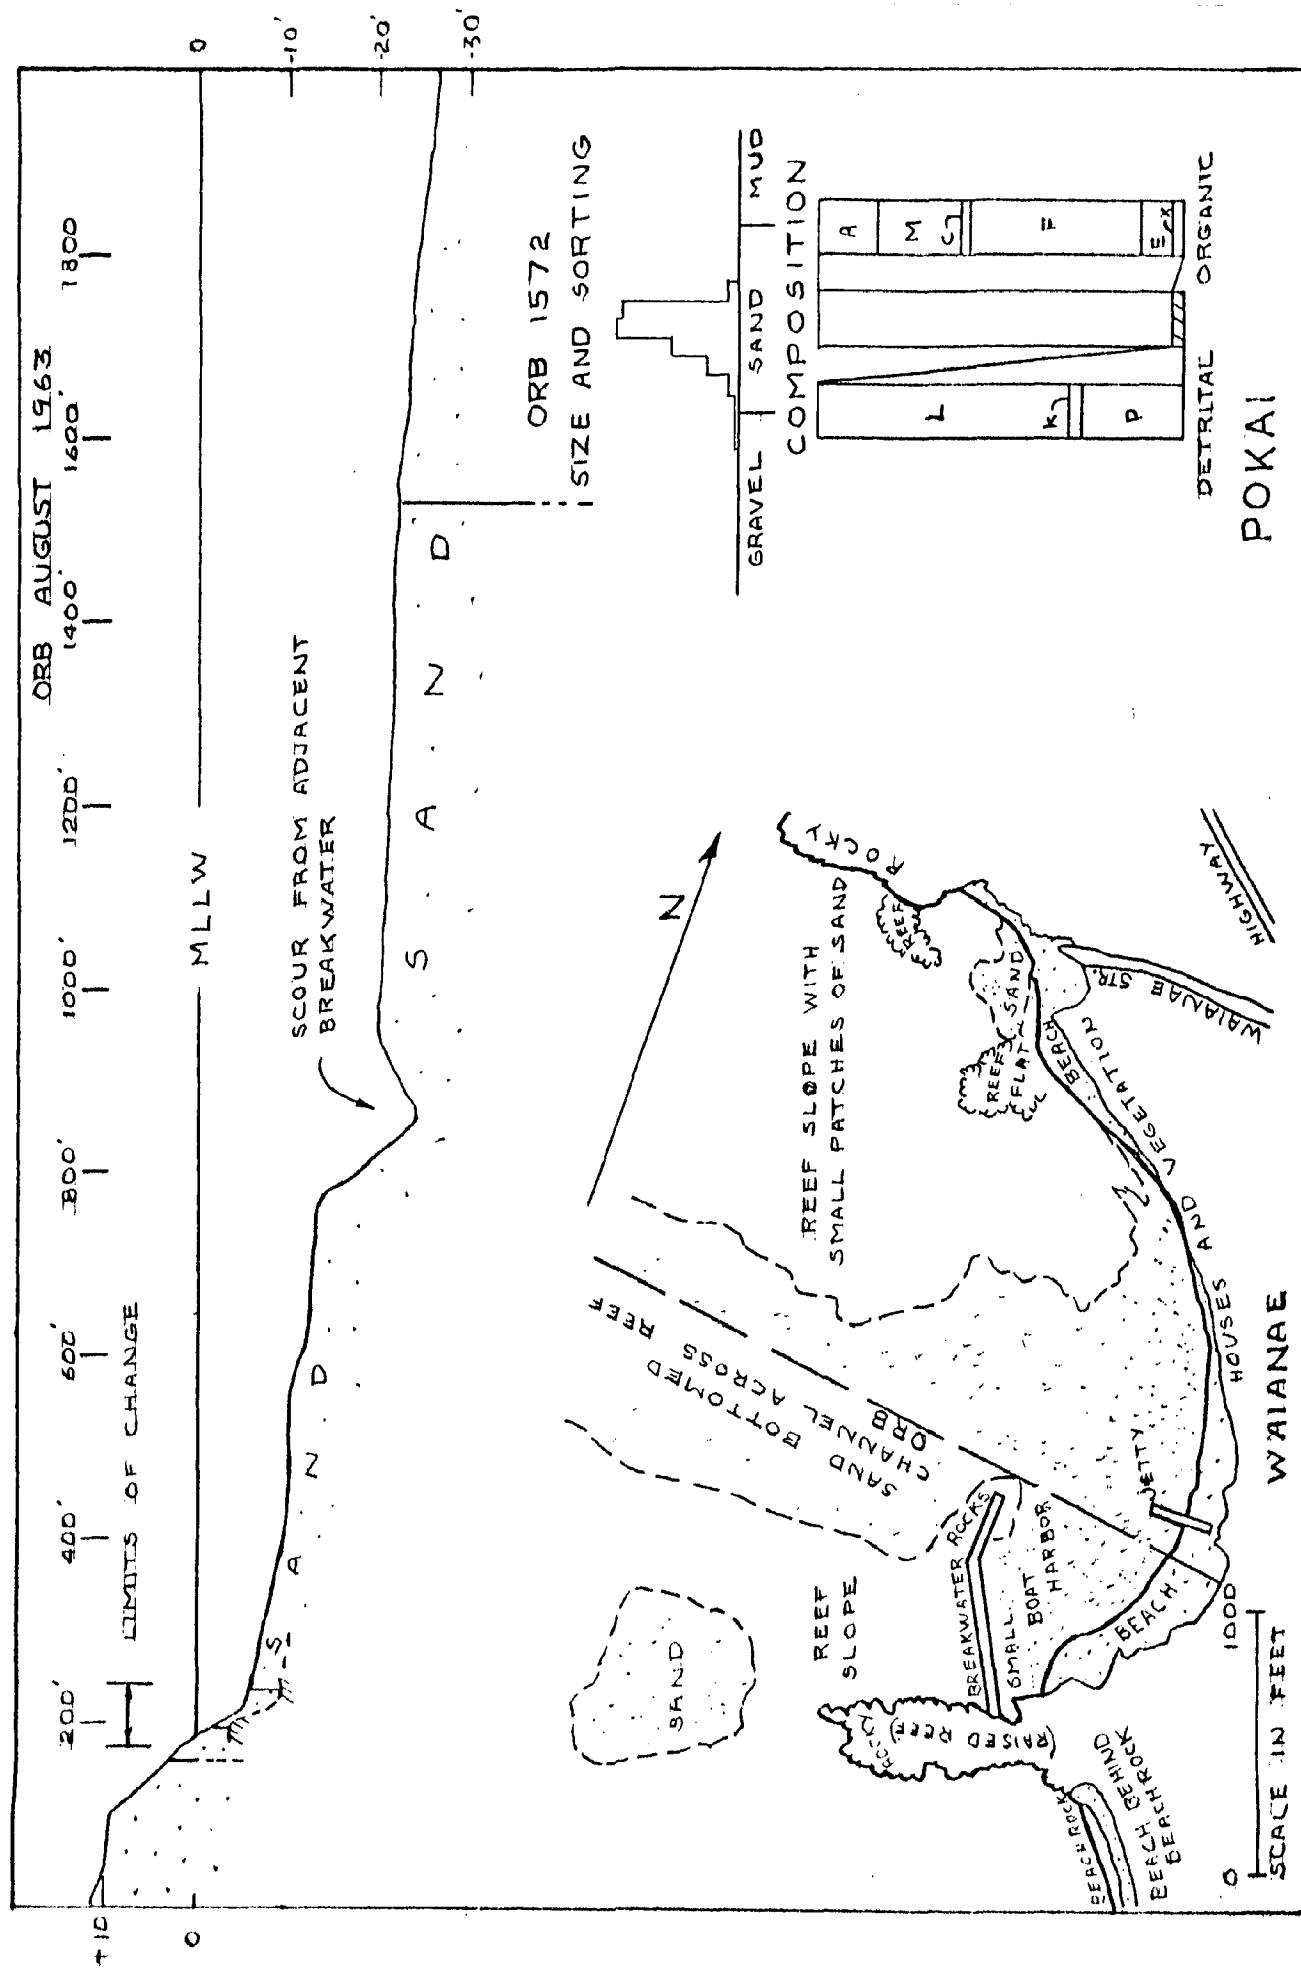 ORB AUGUST 1963
200' 400' 600' 800' 1000' 1200' 1400' 1600' 1800
LIMITS OF CHANGE
+10
0
MLLW
0
-10'
-20'
-30'
S
S A N D
SCOUR FROM ADJACENT
BREAKWATER
S A N D
ORB 1572
SIZE AND SORTING
GRAVEL SAND MUD
COMPOSITION
L
K
P
A
M
C
F
E
X
DETRITAL ORGANIC
POKAI
N
SAND BOTTOMED
CHANNEL ACROSS REEF
ORB
REEF SLOPE WITH
SMALL PATCHES OF SAND
ROCKY
REEF
SAND
REEF
FLAT
BEACH
VEGETATION
HOUSES AND
WAIANAE STR.
HIGHWAY
SAND
REEF
SLOPE
BREAKWATER ROCKS
SMALL
BOAT
HARBOR
JETTY
BEACH
ROCKY
(RAISED REEF)
BEACHROCK
BEACH BEHIND
BEACHROCK
WAIANAE
0 1000
SCALE IN FEET